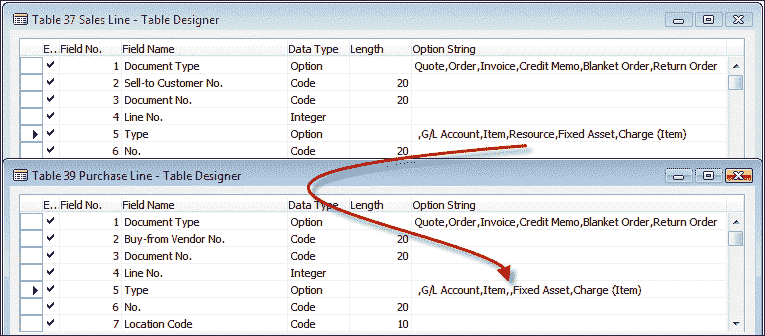 Table 37 Sales Line - Table Designer
E... Field No. Field Name Data Type Length Option String
1 Document Type Option Quote,Order,Invoice,Credit Memo,Blanket Order,Return Order
2 Sell-to Customer No. Code 20
3 Document No. Code 20
4 Line No. Integer
5 Type Option ,G/L Account,Item,Resource,Fixed Asset,Charge (Item)
6 No. Code 20
Table 39 Purchase Line - Table Designer
E... Field No. Field Name Data Type Length Option String
1 Document Type Option Quote,Order,Invoice,Credit Memo,Blanket Order,Return Order
2 Buy-from Vendor No. Code 20
3 Document No. Code 20
4 Line No. Integer
5 Type Option ,G/L Account,Item,,Fixed Asset,Charge (Item)
6 No. Code 20
7 Location Code Code 10